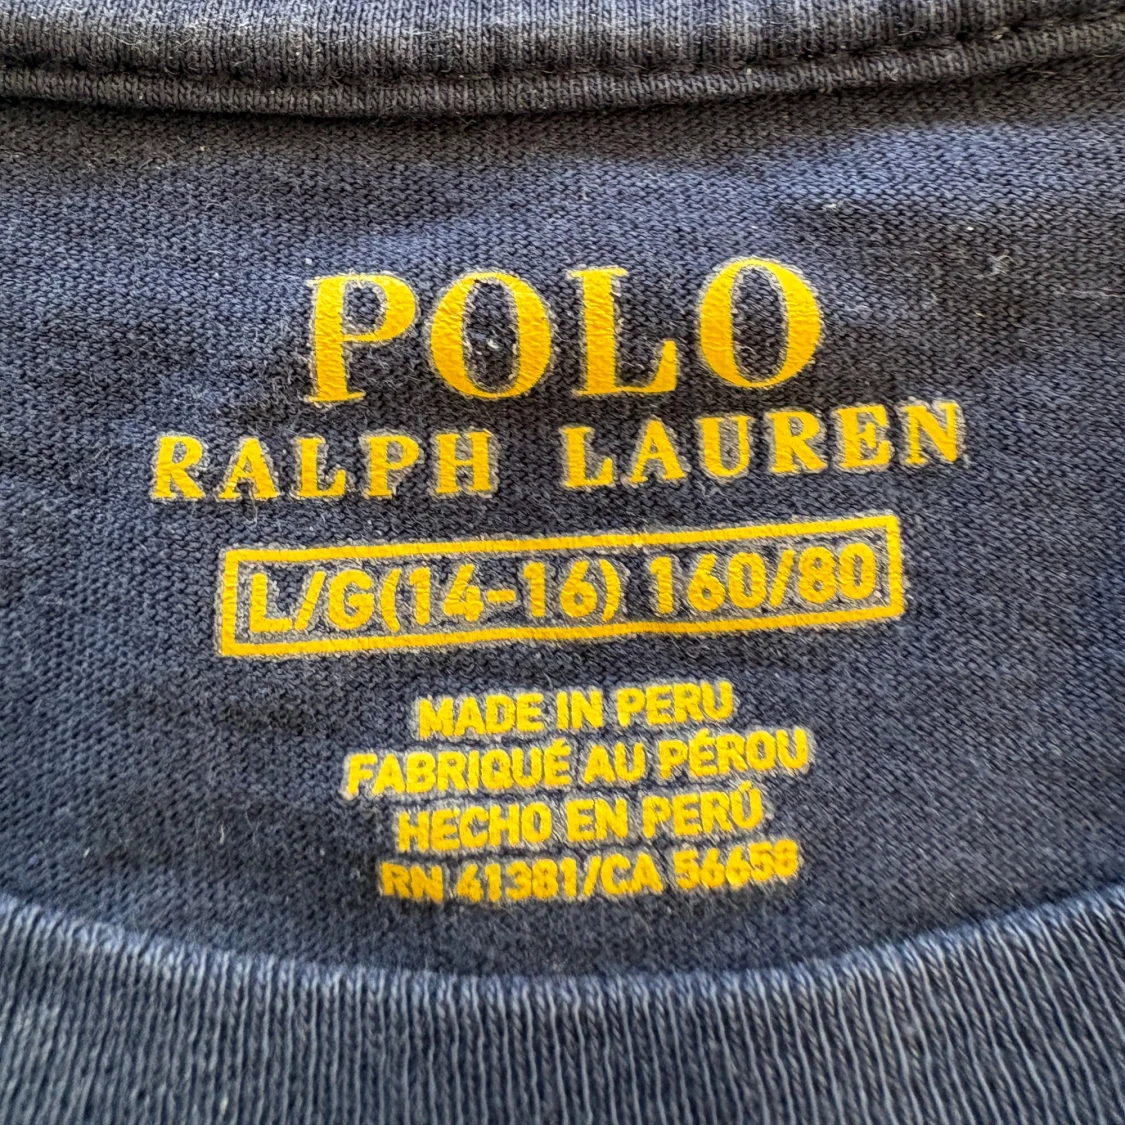 POLO
RALPH LAUREN
L/G(14-16) 160/80
MADE IN PERU
FABRIQUÉ AU PÉROU
HECHO EN PERÚ
RN 41381/CA 56658